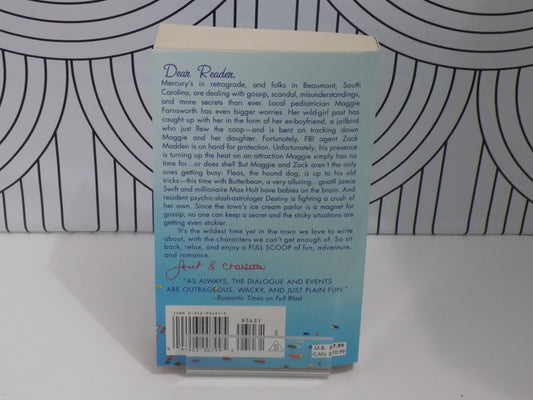 Dear Reader,
Mercury's in retrograde, and folks in Beaumont, South
Carolina, are dealing with gossip, scandal, misunderstandings,
and more secrets than ever. Local pediatrician Maggie
Farnsworth has even bigger worries. Her wild-girl past has
caught up with her in the form of her ex-boyfriend, a jailbird
who just flew the coop—and is bent on tracking down
Maggie and her daughter. Fortunately, FBI agent Zack
Madden is on hand for protection. Unfortunately, his presence
is turning up the heat on an attraction Maggie simply has no
time for...or does she? But Maggie and Zack aren't the only
ones getting busy: Fleas, the hound dog, is up to his old
tricks—this time with Butterbean, a very alluring...goat! Jamie
Swift and millionaire Max Holt have babies on the brain. And
resident psychic-slash-astrologer Destiny is fighting a crush of
her own. Since the town's ice cream parlor is a magnet for
gossip, no one can keep a secret and the sticky situations are
getting even stickier...
It's the wildest time yet in the town we love to write
about, with the characters we can't get enough of. So sit
back, relax, and enjoy a FULL SCOOP of fun, adventure,
and romance.
Janet & Charlotte
"AS ALWAYS, THE DIALOGUE AND EVENTS
ARE OUTRAGEOUS, WACKY, AND JUST PLAIN FUN."
—Romantic Times on Full Blast
ISBN 0-312-93431-9
93431
U.S. $7.99
CAN $10.99